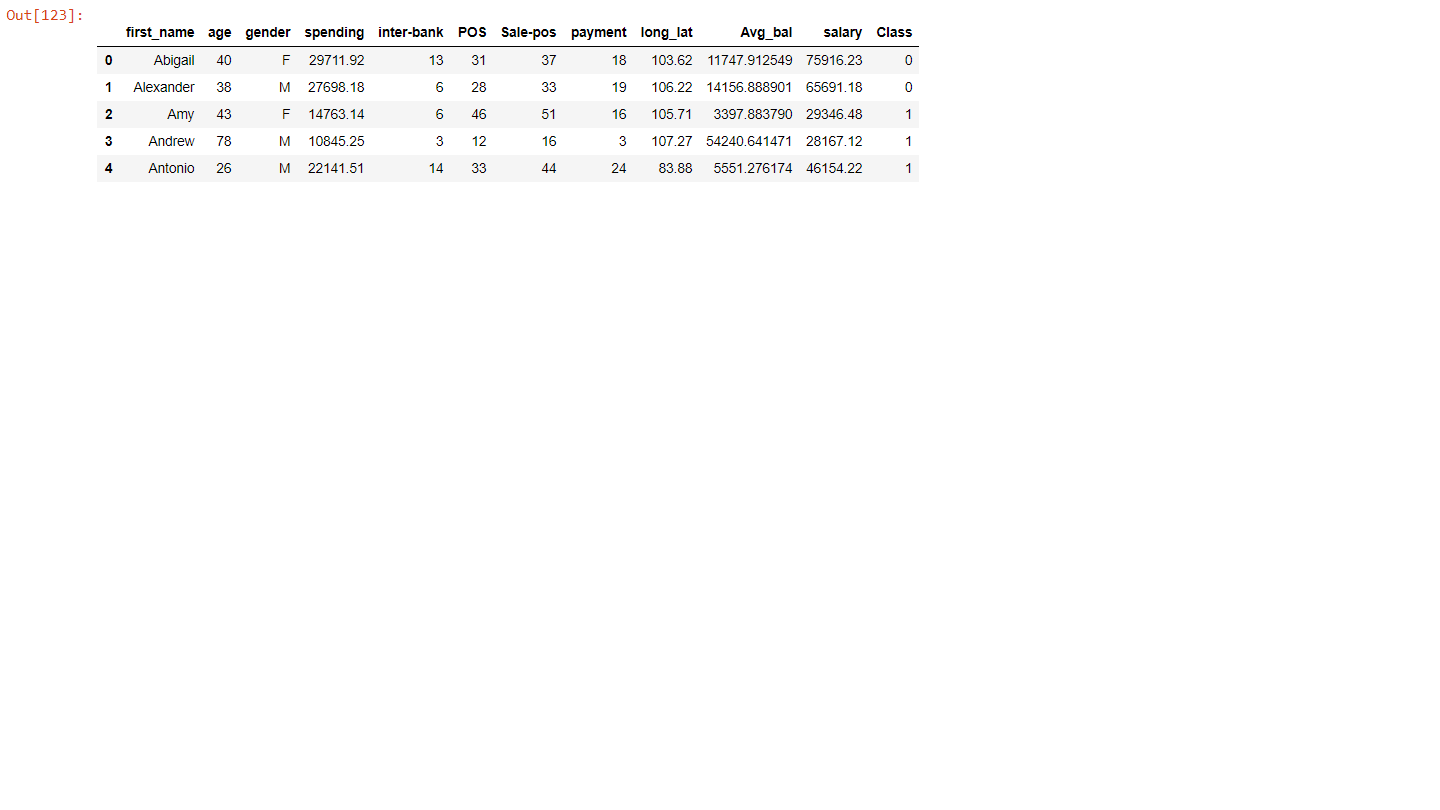 Out[123]:
first_name age gender spending inter-bank POS Sale-pos payment long_lat Avg_bal salary Class
0 Abigail 40 F 29711.92 13 31 37 18 103.62 11747.912549 75916.23 0
1 Alexander 38 M 27698.18 6 28 33 19 106.22 14156.888901 65691.18 0
2 Amy 43 F 14763.14 6 46 51 16 105.71 3397.883790 29346.48 1
3 Andrew 78 M 10845.25 3 12 16 3 107.27 54240.641471 28167.12 1
4 Antonio 26 M 22141.51 14 33 44 24 83.88 5551.276174 46154.22 1